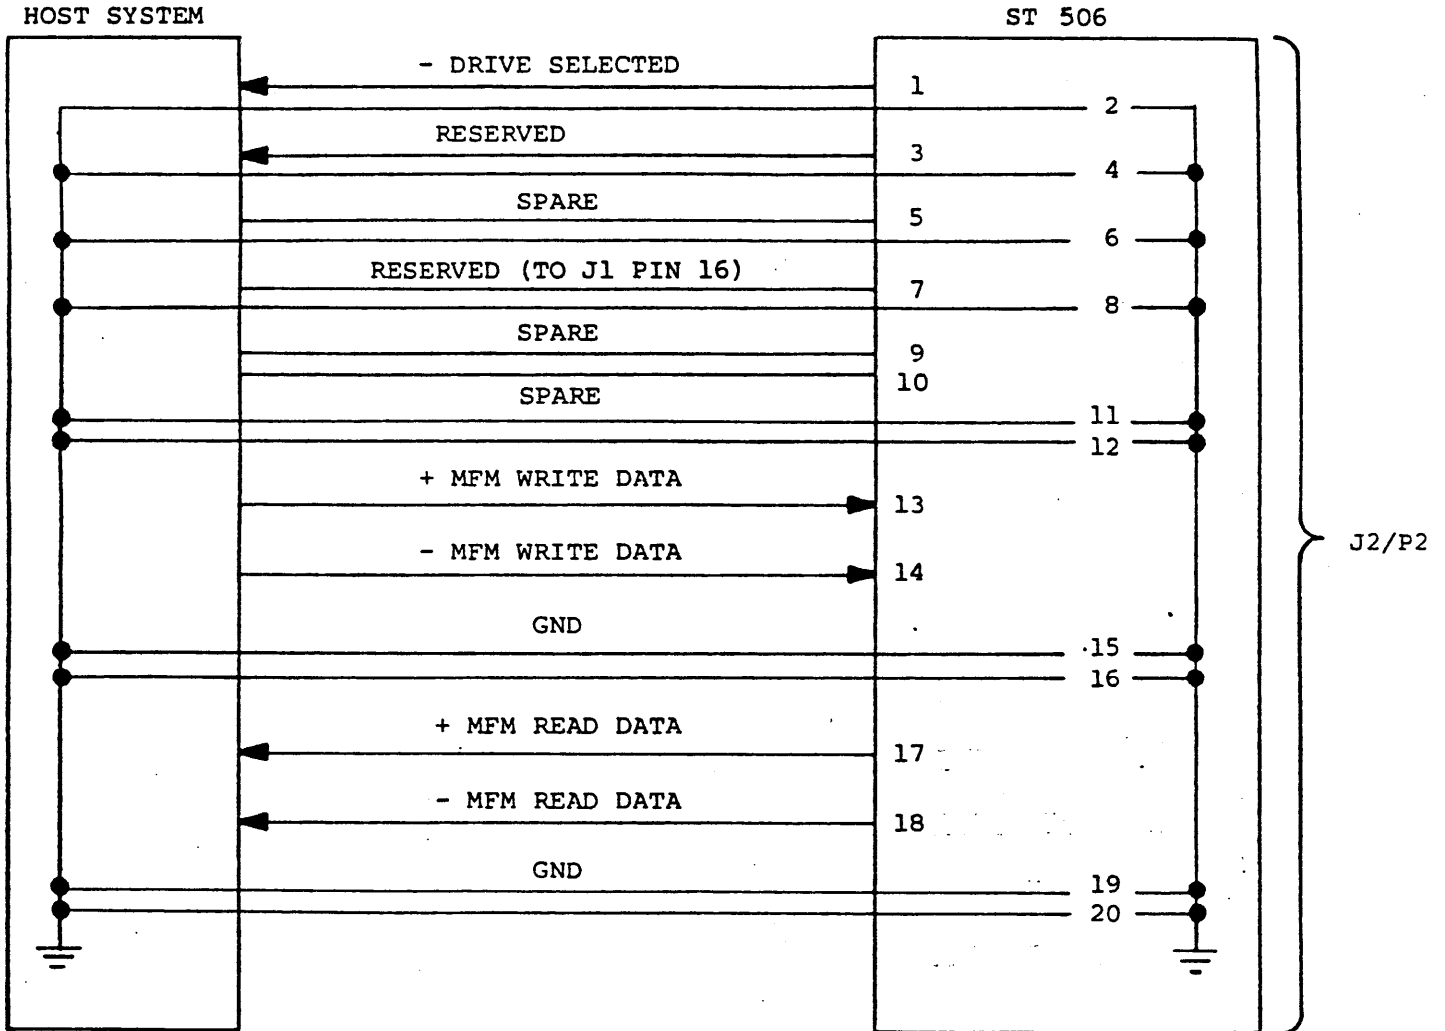 HOST SYSTEM
ST 506
- DRIVE SELECTED
1
2
RESERVED
3
4
SPARE
5
6
RESERVED (TO J1 PIN 16)
7
8
SPARE
9
10
SPARE
11
12
+ MFM WRITE DATA
13
- MFM WRITE DATA
14
J2/P2
GND
15
16
+ MFM READ DATA
17
- MFM READ DATA
18
GND
19
20